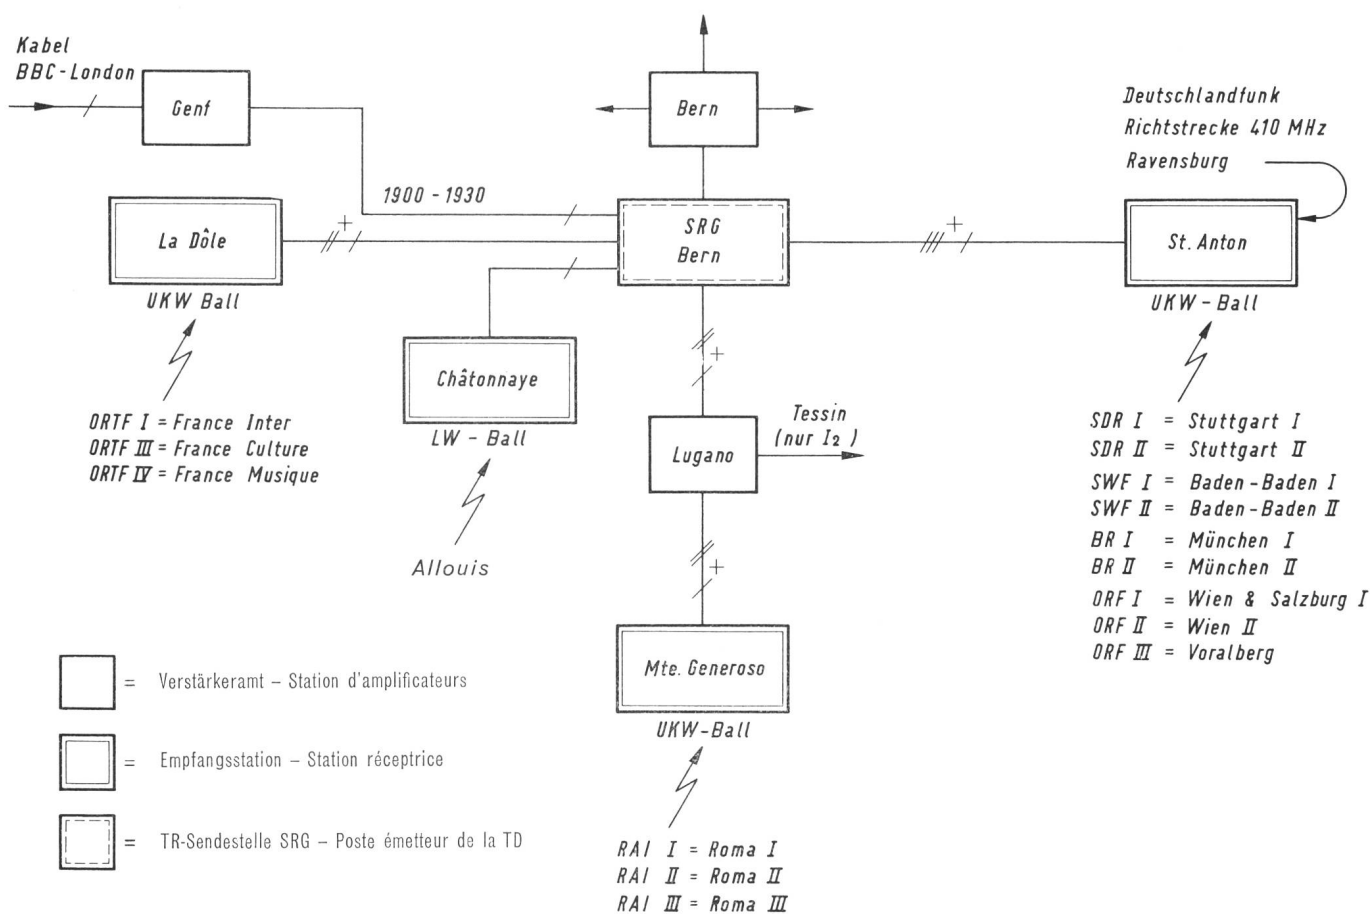 Kabel
BBC-London
Genf
Bern
Deutschlandfunk
Richtstrecke 410 MHz
Ravensburg
1900 - 1930
La Dôle
SRG
Bern
St. Anton
UKW Ball
UKW - Ball
Châtonnaye
LW - Ball
Allouis
ORTF I = France Inter
ORTF III = France Culture
ORTF IV = France Musique
Tessin
(nur I2)
Lugano
SDR I = Stuttgart I
SDR II = Stuttgart II
SWF I = Baden-Baden I
SWF II = Baden-Baden II
BR I = München I
BR II = München II
ORF I = Wien & Salzburg I
ORF II = Wien II
ORF III = Voralberg
Mte. Generoso
UKW-Ball
= Verstärkeramt – Station d'amplificateurs
= Empfangsstation – Station réceptrice
= TR-Sendestelle SRG – Poste émetteur de la TD
RAI I = Roma I
RAI II = Roma II
RAI III = Roma III